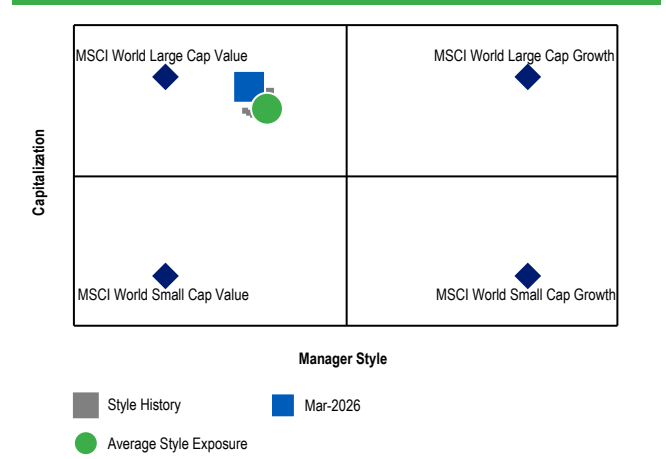 MSCI World Large Cap Value
MSCI World Large Cap Growth
Capitalization
MSCI World Small Cap Value
MSCI World Small Cap Growth
Manager Style
Style History
Mar-2026
Average Style Exposure